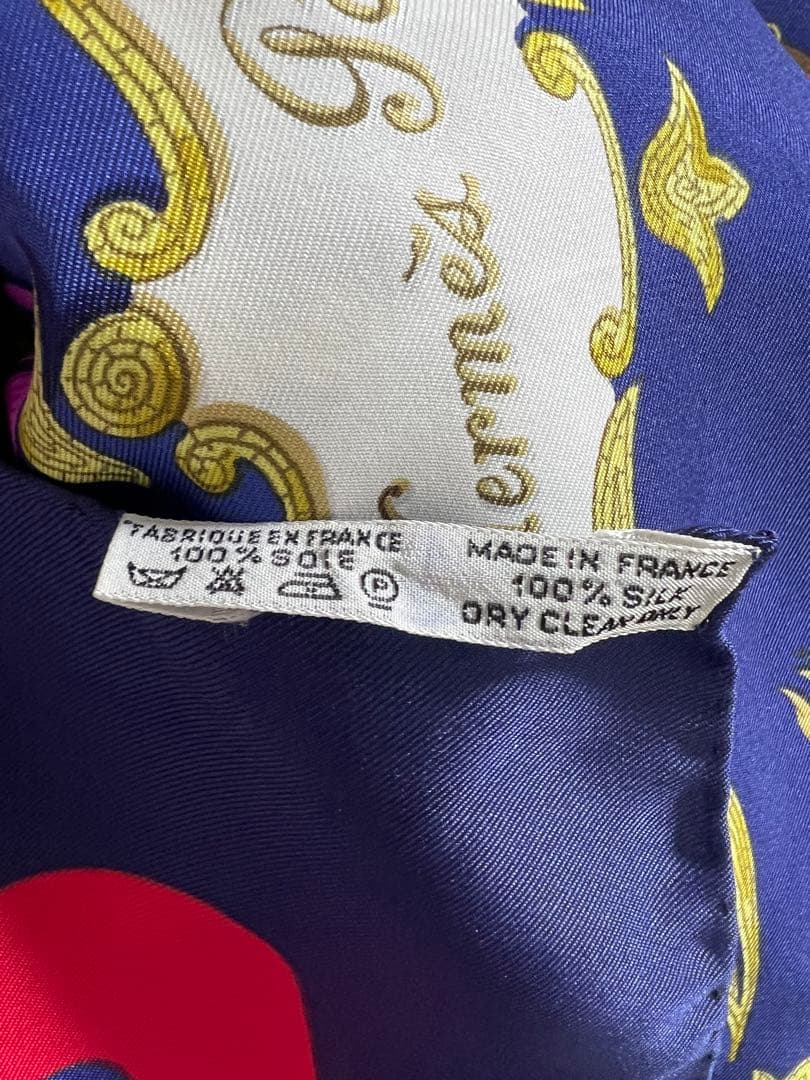 FABRIQUE EN FRANCE
100% SOIE
P
MADE IN FRANCE
100% SILK
DRY CLEAN ONLY